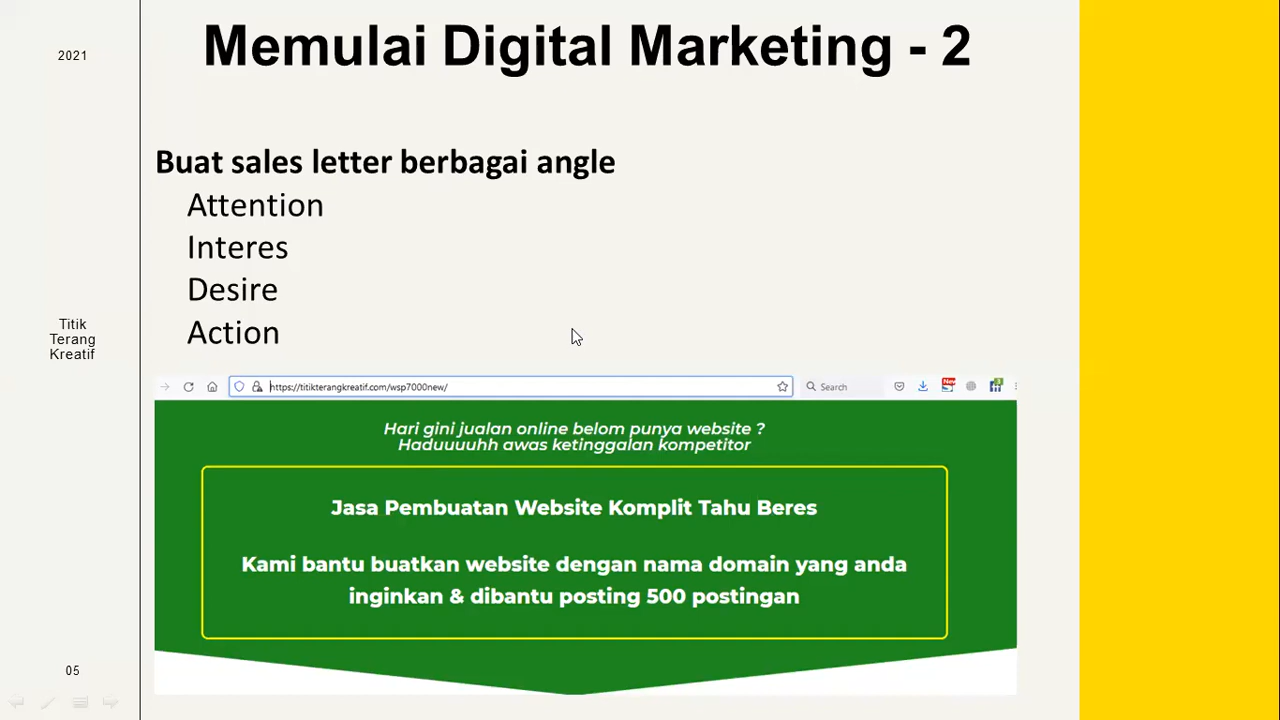 2021
Memulai Digital Marketing - 2
Buat sales letter berbagai angle
Attention
Interes
Desire
Action
Titik
Terang
Kreatif
https://titikterangkreatif.com/wsp7000new/
Search
New
3
Hari gini jualan online belom punya website ?
Haduuuuhh awas ketinggalan kompetitor
Jasa Pembuatan Website Komplit Tahu Beres
Kami bantu buatkan website dengan nama domain yang anda
inginkan & dibantu posting 500 postingan
05